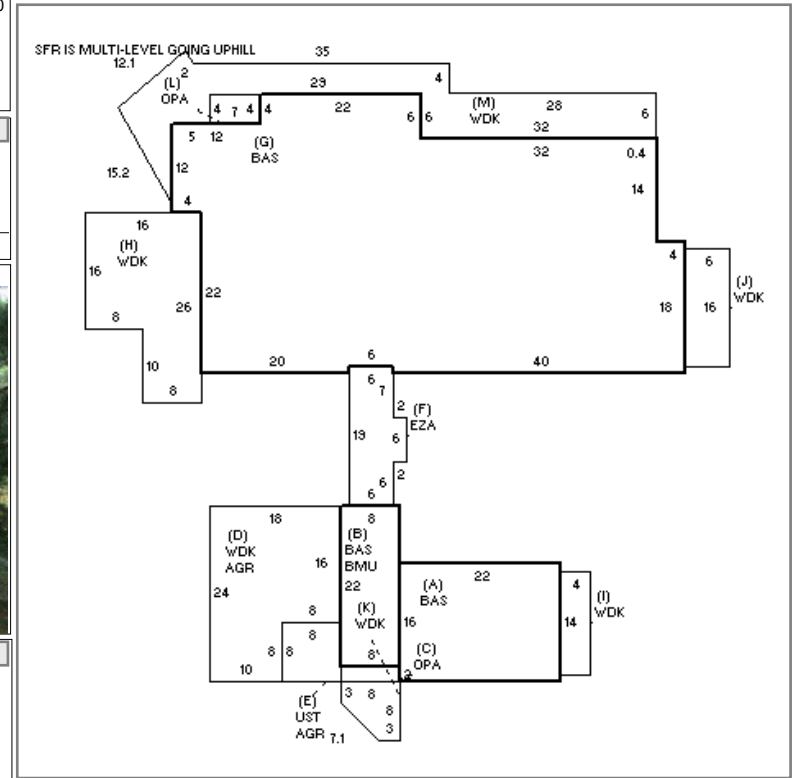 SFR IS MULTI-LEVEL GOING UPHILL
35
12.1
2
(L)
OPA
29
4
4 7 4 4
22
6 6
(M)
WDK
28
6
32
5 12
(G)
BAS
32
0.4
15.2
12
14
4
16
(H)
WDK
4
6
(J)
WDK
16
22
26
18
16
8
10
20
6
40
8
6
7
2
(F)
EZA
19
6
2
6
6
18
8
(D)
WDK
AGR
(B)
BAS
BMU
16
22
22
4
24
(A)
BAS
(I)
WDK
8
(K)
WDK
16
14
8
8 8
(C)
OPA
8
10
2
(E)
UST
AGR
3 8
8
3
7.1